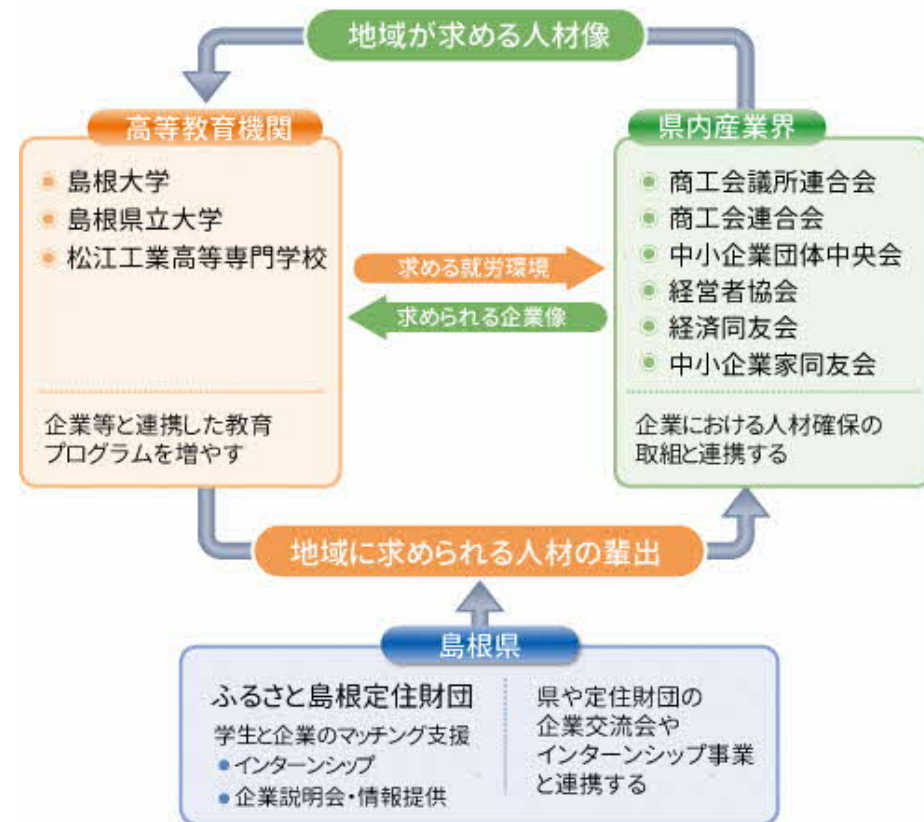 地域が求める人材像
高等教育機関
島根大学
島根県立大学
松江工業高等専門学校
企業等と連携した教育
プログラムを増やす
求める就労環境
求められる企業像
県内産業界
商工会議所連合会
商工会連合会
中小企業団体中央会
経営者協会
経済同友会
中小企業家同友会
企業における人材確保の
取組と連携する
地域に求められる人材の輩出
島根県
ふるさと島根定住財団
学生と企業のマッチング支援
インターンシップ
企業説明会・情報提供
県や定住財団の
企業交流会や
インターンシップ事業
と連携する